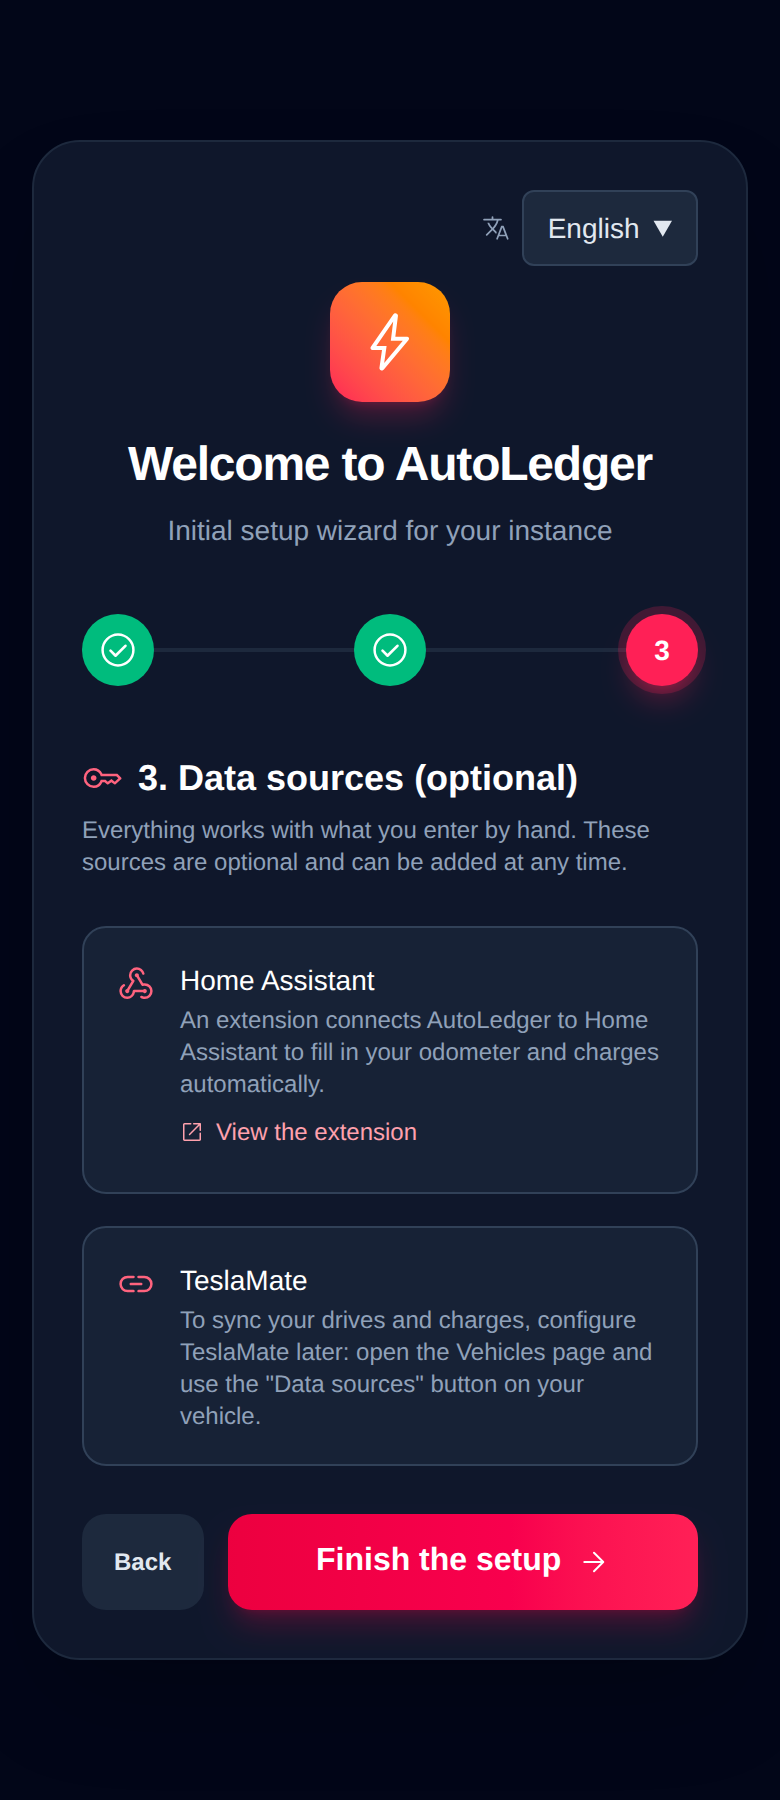 English
Welcome to AutoLedger
Initial setup wizard for your instance
3
3. Data sources (optional)
Everything works with what you enter by hand. These
sources are optional and can be added at any time.
Home Assistant
An extension connects AutoLedger to Home
Assistant to fill in your odometer and charges
automatically.
View the extension
TeslaMate
To sync your drives and charges, configure
TeslaMate later: open the Vehicles page and
use the "Data sources" button on your
vehicle.
Back
Finish the setup